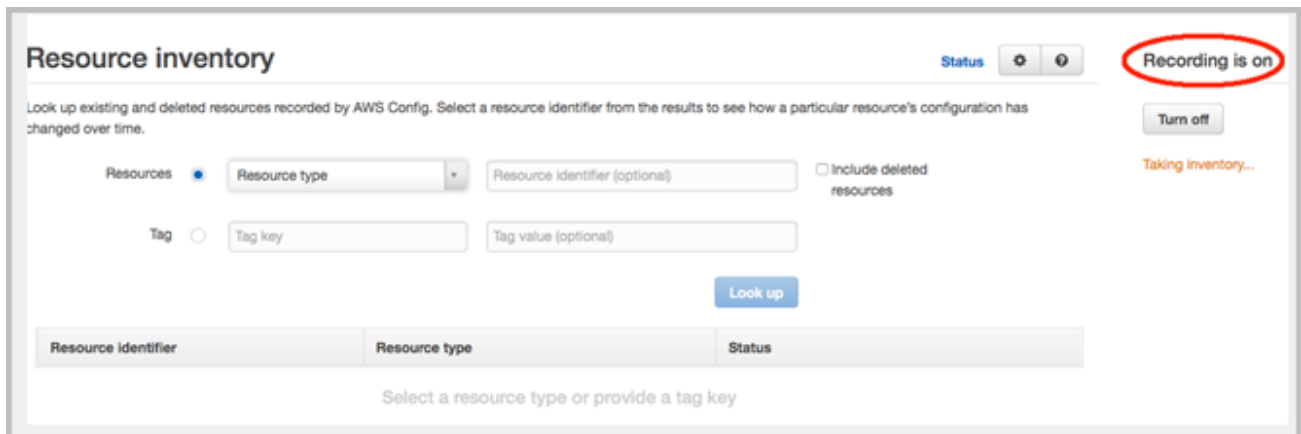 Resource inventory
Status
Recording is on
Look up existing and deleted resources recorded by AWS Config. Select a resource identifier from the results to see how a particular resource's configuration has
changed over time.
Turn off
Taking inventory...
Resources
Resource type
Resource identifier (optional)
Include deleted
resources
Tag
Tag key
Tag value (optional)
Look up
Resource identifier
Resource type
Status
Select a resource type or provide a tag key